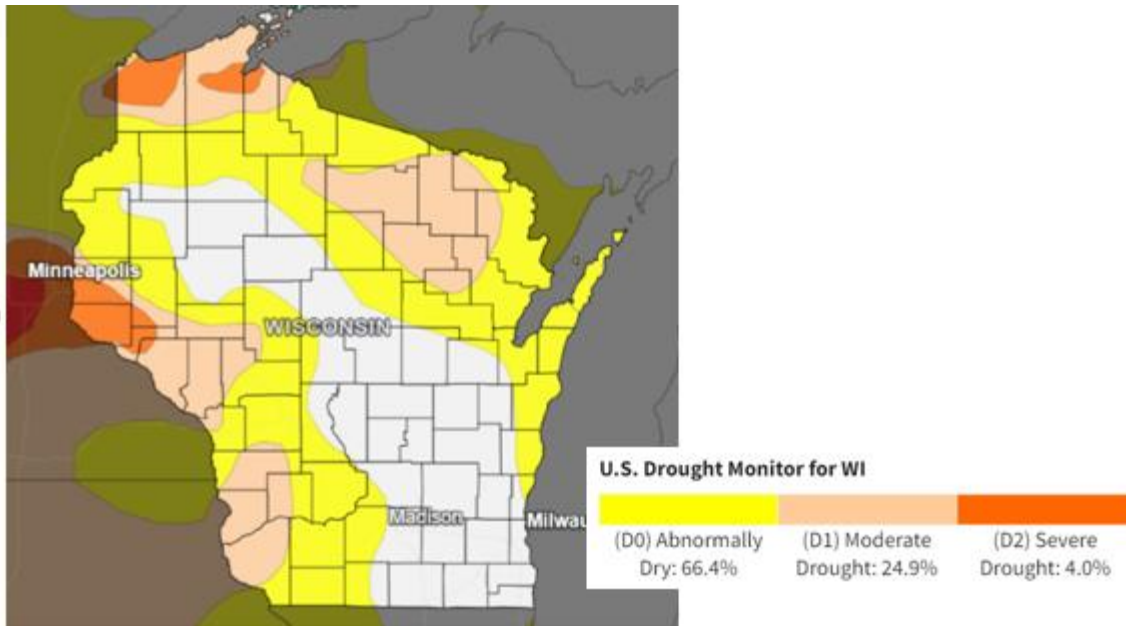 Minneapolis
WISCONSIN
Madison
Milwau
U.S. Drought Monitor for WI
(D0) Abnormally
Dry: 66.4%
(D1) Moderate
Drought: 24.9%
(D2) Severe
Drought: 4.0%